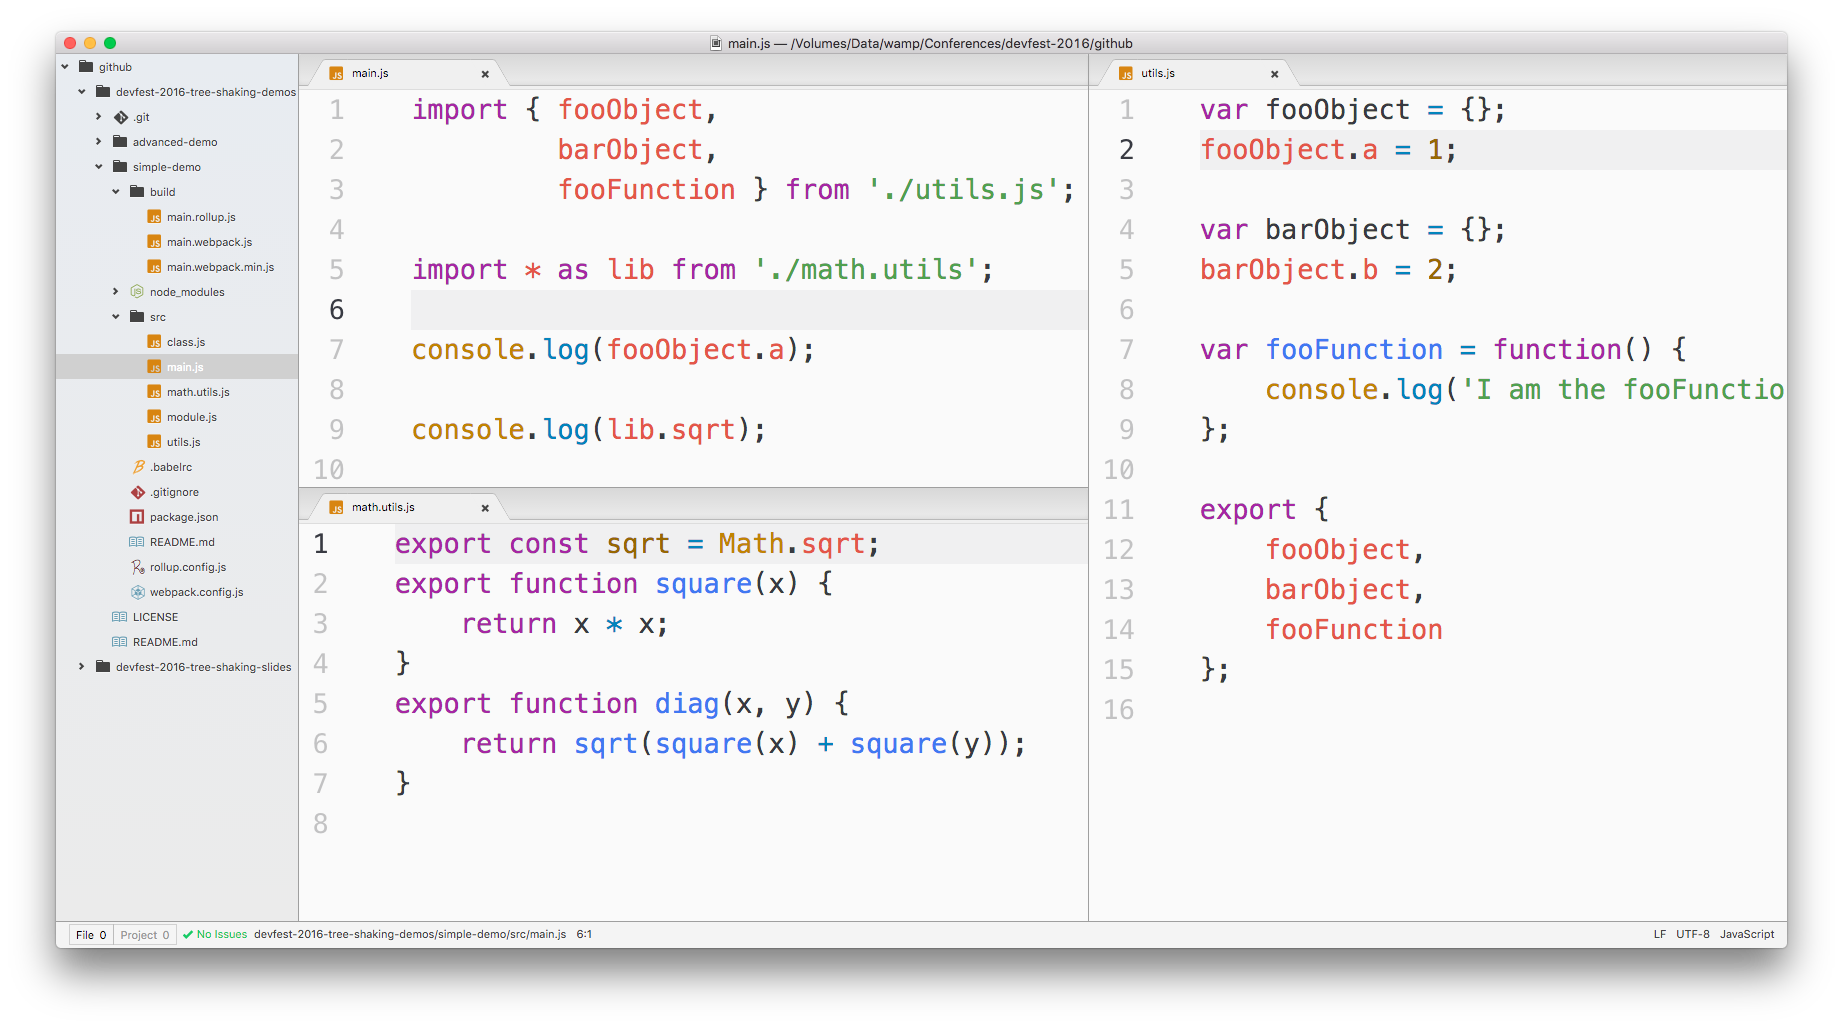 main.js — /Volumes/Data/wamp/Conferences/devfest-2016/github
github
devfest-2016-tree-shaking-demos
.git
advanced-demo
simple-demo
build
main.rollup.js
main.webpack.js
main.webpack.min.js
node_modules
src
class.js
main.js
math.utils.js
module.js
utils.js
.babelrc
.gitignore
package.json
README.md
rollup.config.js
webpack.config.js
LICENSE
README.md
devfest-2016-tree-shaking-slides
main.js
1 import { fooObject,
2 barObject,
3 fooFunction } from './utils.js';
4
5 import * as lib from './math.utils';
6
7 console.log(fooObject.a);
8
9 console.log(lib.sqrt);
10
math.utils.js
1 export const sqrt = Math.sqrt;
2 export function square(x) {
3 return x * x;
4 }
5 export function diag(x, y) {
6 return sqrt(square(x) + square(y));
7 }
8
utils.js
1 var fooObject = {};
2 fooObject.a = 1;
3
4 var barObject = {};
5 barObject.b = 2;
6
7 var fooFunction = function() {
8 console.log('I am the fooFunctio
9 };
10
11 export {
12 fooObject,
13 barObject,
14 fooFunction
15 };
16
File 0 Project 0 No Issues devfest-2016-tree-shaking-demos/simple-demo/src/main.js 6:1 LF UTF-8 JavaScript